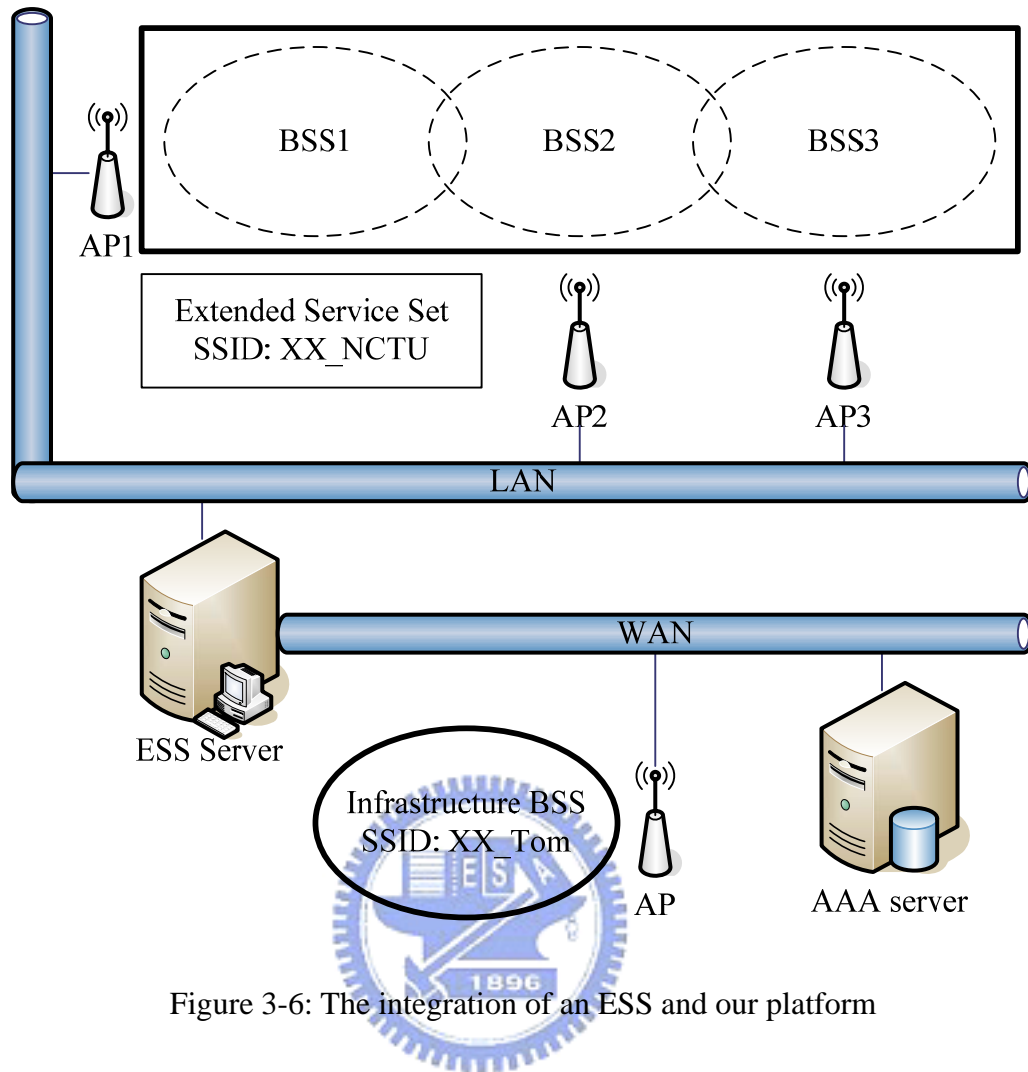 BSS1
BSS2
BSS3
AP1
Extended Service Set
SSID: XX_NCTU
AP2
AP3
LAN
WAN
ESS Server
Infrastructure BSS
SSID: XX_Tom
AP
AAA server
E S A
1896
Figure 3-6: The integration of an ESS and our platform